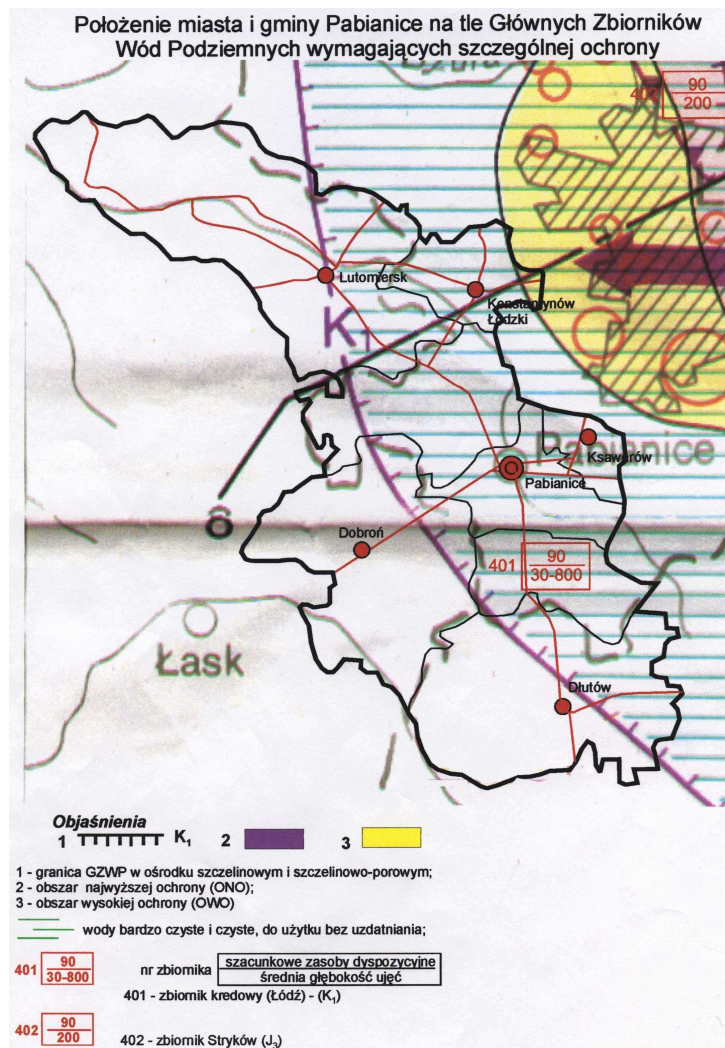 Położenie miasta i gminy Pabianice na tle Głównych Zbiorników
Wód Podziemnych wymagających szczególnej ochrony
402 90
200
Lutomiersk
Konstantynów
Łódzki
K1
Pabianice
Ksawerów
Pabianice
Dobroń
401 90
30-800
Łask
Dłutów
Objaśnienia
1 K1 2 3
1 - granica GZWP w ośrodku szczelinowym i szczelinowo-porowym;
2 - obszar najwyższej ochrony (ONO);
3 - obszar wysokiej ochrony (OWO)
wody bardzo czyste i czyste, do użytku bez uzdatniania;
401 90
30-800
nr zbiornika szacunkowe zasoby dyspozycyjne
średnia głębokość ujęć
401 - zbiornik kredowy (Łódź) - (K1)
402 90
200
402 - zbiornik Stryków (J3)